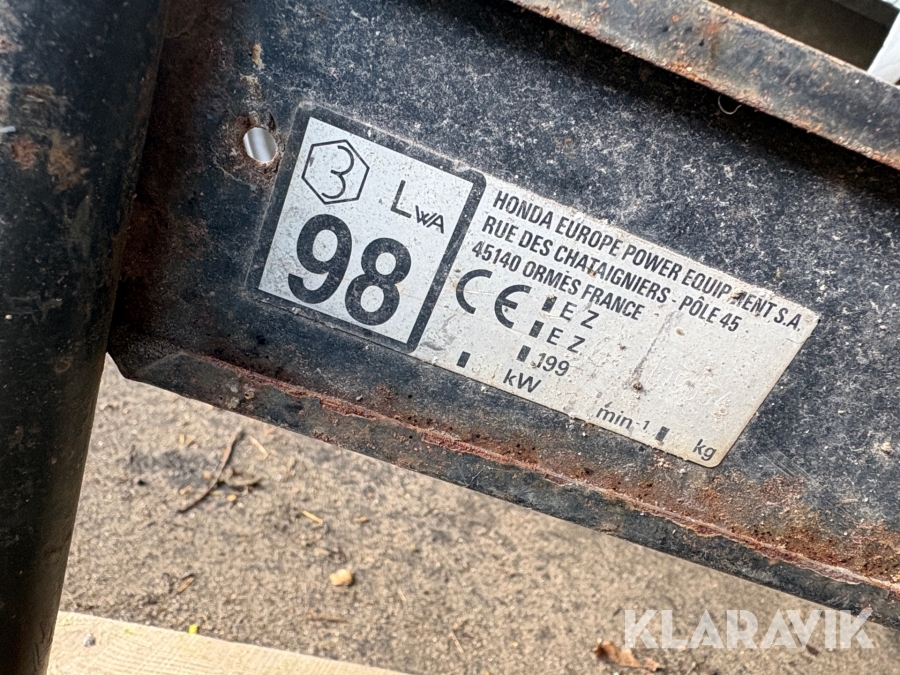 3
LWA
98
HONDA EUROPE POWER EQUIPMENT S.A.
RUE DES CHATAIGNIERS - PÔLE 45
45140 ORMES FRANCE
CE EZ
EZ
199
kW min-1 kg
KLARAVIK